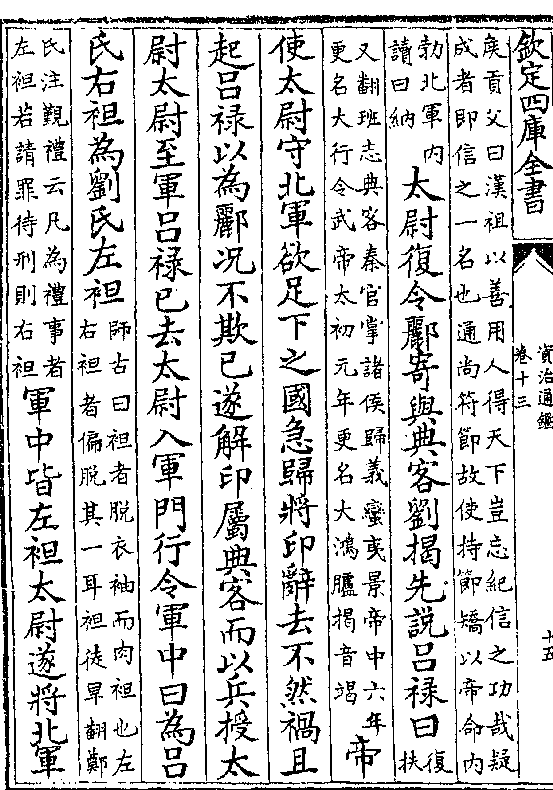 欽定四庫全書
資治通鑑
卷十三
十五
矦貢父曰漢祖以善用人得天下豈忘紀信之功哉疑
成者即信之一名也通尚符節故使持節矯以帝命内
勃北軍内
讀曰納
太尉復令酈寄與典客劉揭先說吕禄曰
復
扶
又翻班志典客秦官掌諸侯歸義蠻夷景帝中六年
更名大行令武帝太初元年更名大鴻臚揭音竭
帝
使太尉守北軍欲足下之國急歸將印辭去不然禍且
起吕禄以為酈况不欺已遂解印屬典客而以兵授太
尉太尉至軍吕禄已去太尉入軍門行令軍中曰為吕
氏右袒為劉氏左袒
師古曰袒者脱衣袖而肉袒也左
右袒者偏脱其一耳袒徒旱翻鄭
氏注覲禮云凡為禮事者
左袒若請罪待刑則右袒
軍中皆左袒太尉遂將北軍